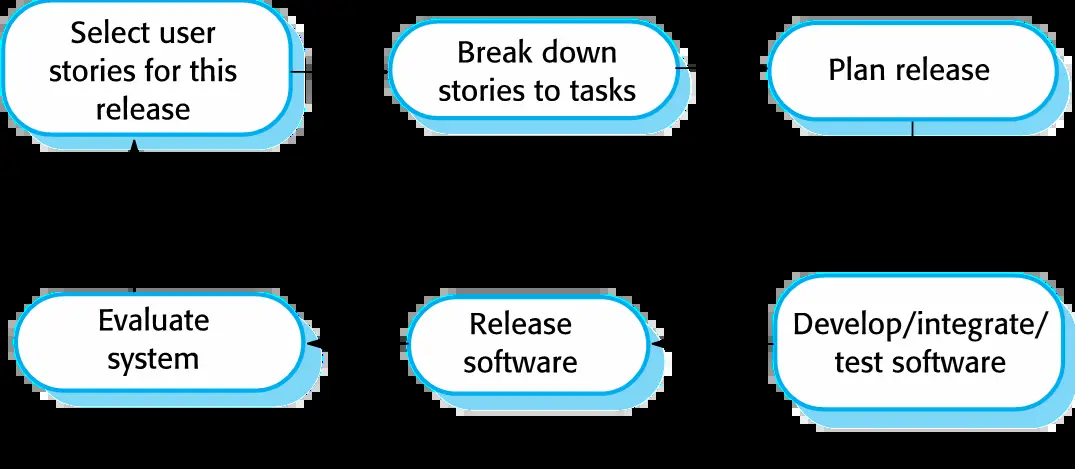 Select user
stories for this
release
Break down
stories to tasks
Plan release
Evaluate
system
Release
software
Develop/integrate/
test software